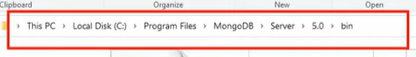 Clipboard Organize New Open
This PC > Local Disk (C:) > Program Files > MongoDB > Server > 5.0 > bin